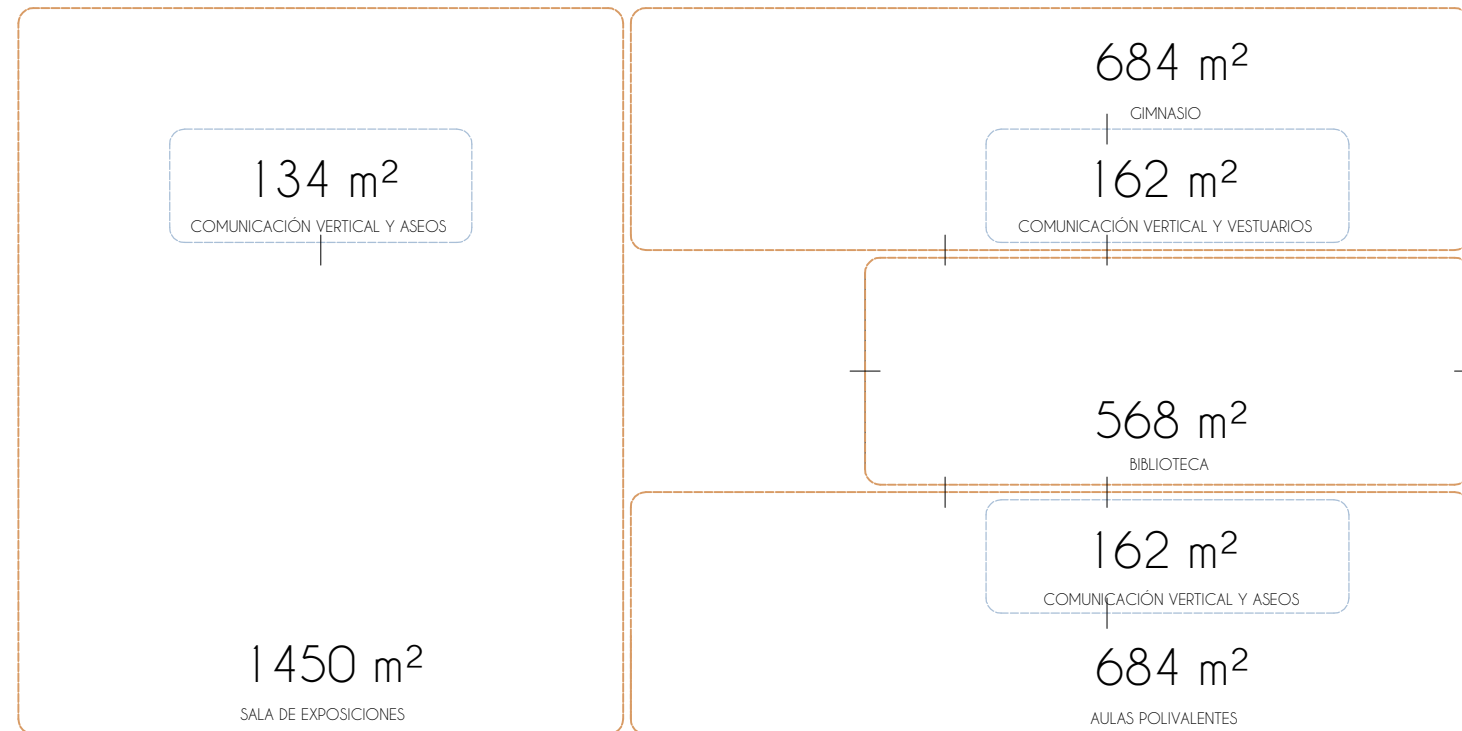 684 m²
GIMNASIO
134 m²
COMUNICACIÓN VERTICAL Y ASEOS
162 m²
COMUNICACIÓN VERTICAL Y VESTUARIOS
568 m²
BIBLIOTECA
162 m²
COMUNICACIÓN VERTICAL Y ASEOS
1450 m²
SALA DE EXPOSICIONES
684 m²
AULAS POLIVALENTES